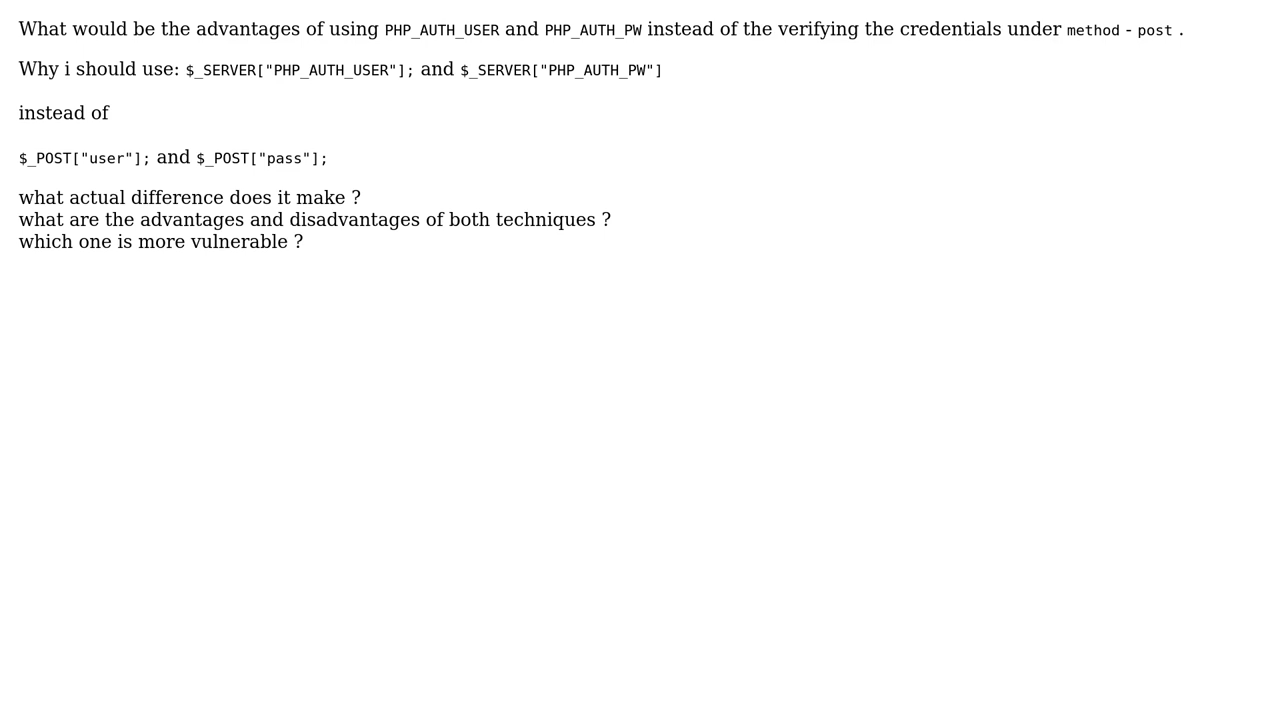 What would be the advantages of using PHP_AUTH_USER and PHP_AUTH_PW instead of the verifying the credentials under method - post .
Why i should use: $_SERVER["PHP_AUTH_USER"]; and $_SERVER["PHP_AUTH_PW"]
instead of
$_POST["user"]; and $_POST["pass"];
what actual difference does it make ?
what are the advantages and disadvantages of both techniques ?
which one is more vulnerable ?